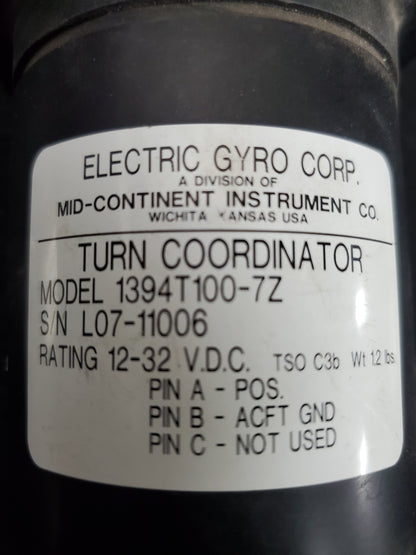 ELECTRIC GYRO CORP.
A DIVISION OF
MID-CONTINENT INSTRUMENT CO.
WICHITA KANSAS USA
TURN COORDINATOR
MODEL 1394T100-7Z
S/N L07-11006
RATING 12-32 V.D.C. TSO C3b Wt 1.2 lbs.
PIN A - POS.
PIN B - ACFT GND
PIN C - NOT USED